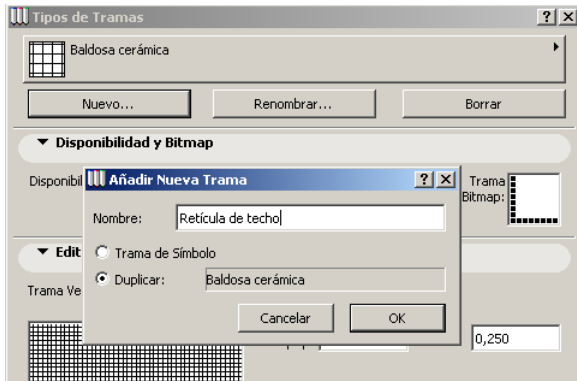 Tipos de Tramas
Baldosa cerámica
Nuevo... Renombrar... Borrar
Disponibilidad y Bitmap
Disponibil
Añadir Nueva Trama
Trama
Bitmap:
Nombre: Retícula de techo
Trama de Símbolo
Edit
Duplicar: Baldosa cerámica
Trama Ve
Cancelar OK
0,250